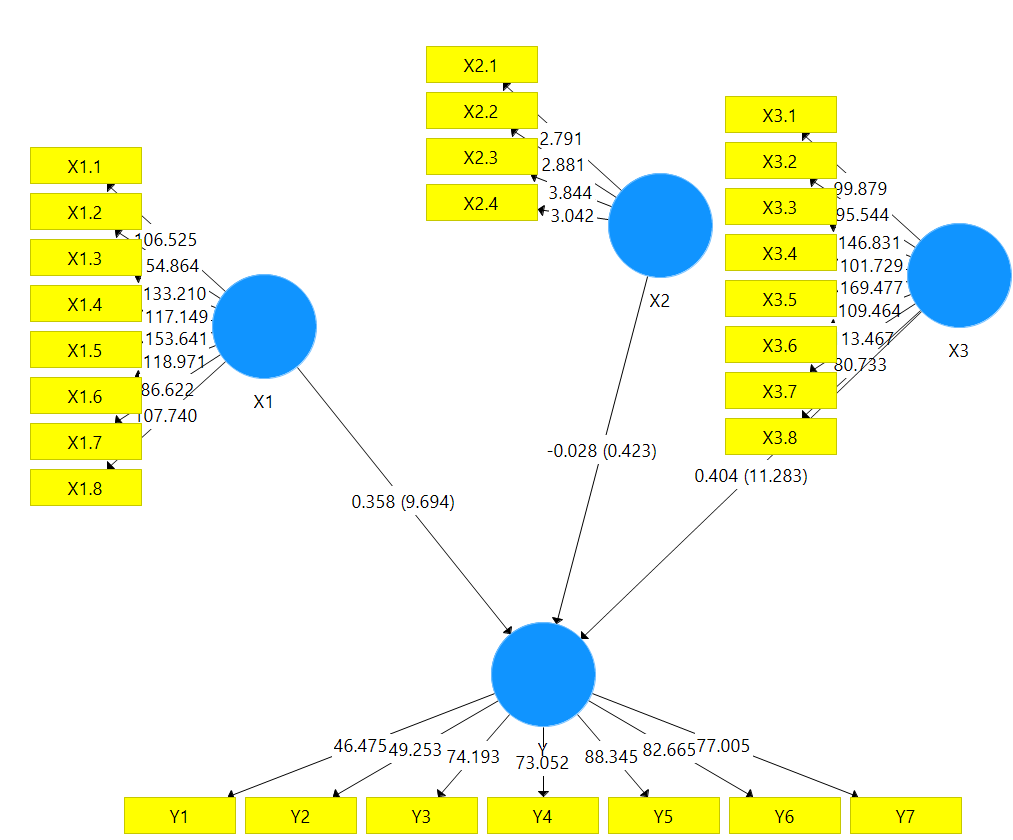 X2.1
X2.2
X2.3
X2.4
2.791
2.881
3.844
3.042
X2
X3.1
X3.2
X3.3
X3.4
X3.5
X3.6
X3.7
X3.8
99.879
95.544
146.831
101.729
169.477
109.464
13.467
80.733
X3
X1.1
X1.2
X1.3
X1.4
X1.5
X1.6
X1.7
X1.8
106.525
54.864
133.210
117.149
153.641
118.971
86.622
107.740
X1
-0.028 (0.423)
0.404 (11.283)
0.358 (9.694)
Y
46.475
49.253
74.193
73.052
88.345
82.665
77.005
Y1
Y2
Y3
Y4
Y5
Y6
Y7